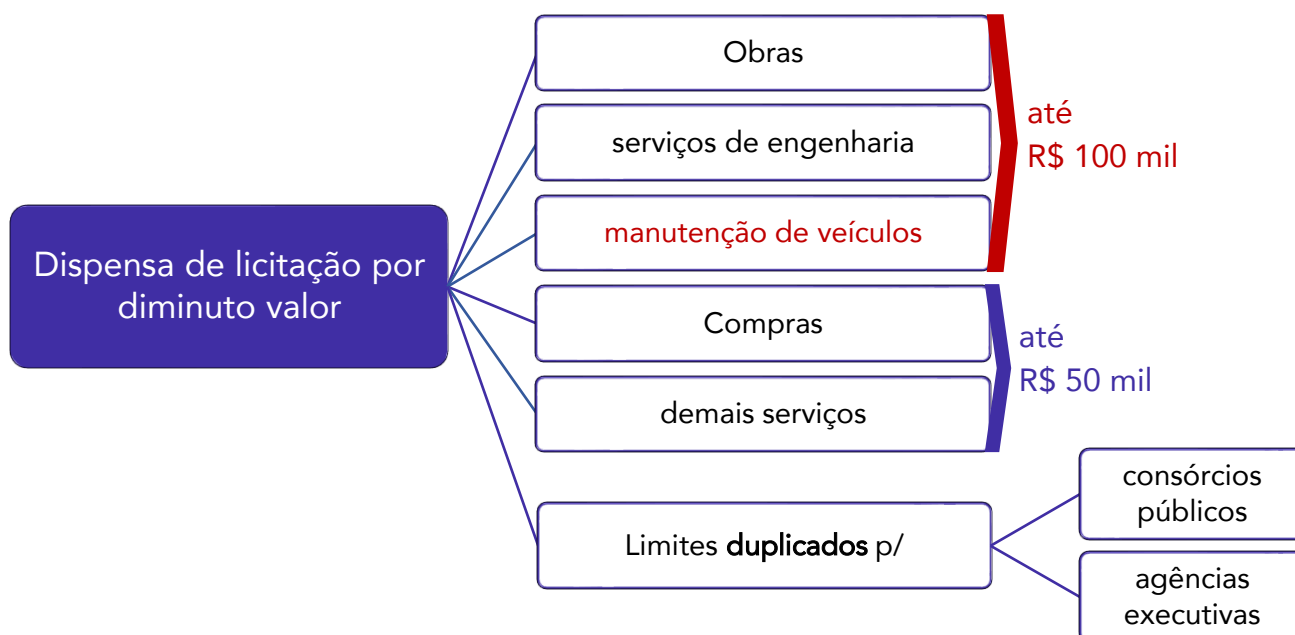 Dispensa de licitação por
diminuto valor
Obras
serviços de engenharia
manutenção de veículos
até
R$ 100 mil
Compras
demais serviços
até
R$ 50 mil
Limites duplicados p/
consórcios
públicos
agências
executivas